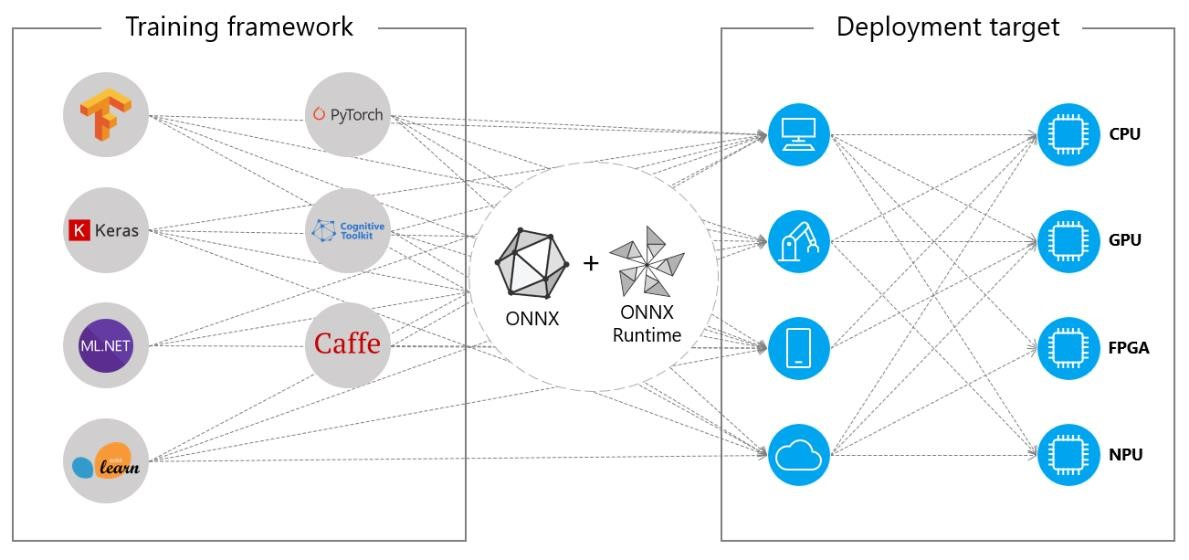 Training framework
Deployment target
PyTorch
K Keras
Cognitive
Toolkit
ML.NET
Caffe
learn
+
ONNX
ONNX
Runtime
CPU
GPU
FPGA
NPU